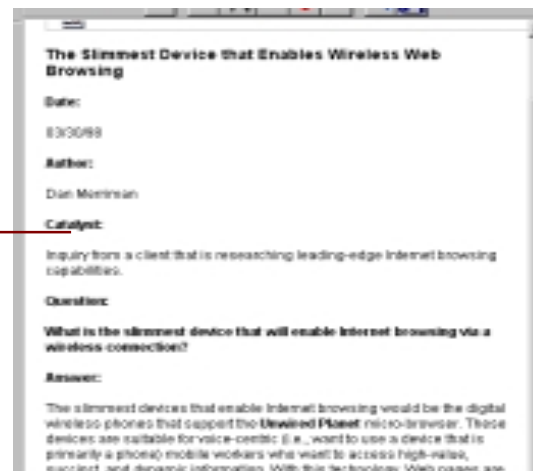 The Slimmest Device that Enables Wireless Web
Browsing
Date:
03/30/98
Author:
Dan Merriman
Catalyst:
Inquiry from a client that is researching leading-edge Internet browsing
capabilities.
Question:
What is the slimmest device that will enable Internet browsing via a
wireless connection?
Answer:
The slimmest devices that enable Internet browsing would be the digital
wireless phones that support the Unwired Planet micro-browser. These
devices are suitable for voice-centric (i.e., want to use a device that is
primarily a phone) mobile workers who want to access high-value,
succinct, and dynamic information. With this technology, Web pages are